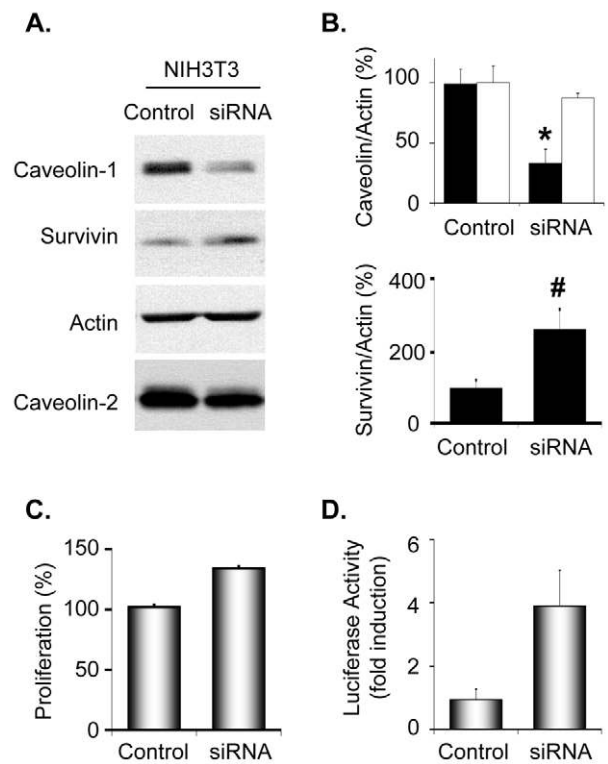 A.
NIH3T3
Control siRNA
Caveolin-1
Survivin
Actin
Caveolin-2
B.
Caveolin/Actin (%)
100
50
0
*
Control siRNA
Survivin/Actin (%)
400
200
0
#
Control siRNA
C.
Proliferation (%)
150
100
50
0
Control siRNA
D.
Luciferase Activity
(fold induction)
6
4
2
0
Control siRNA